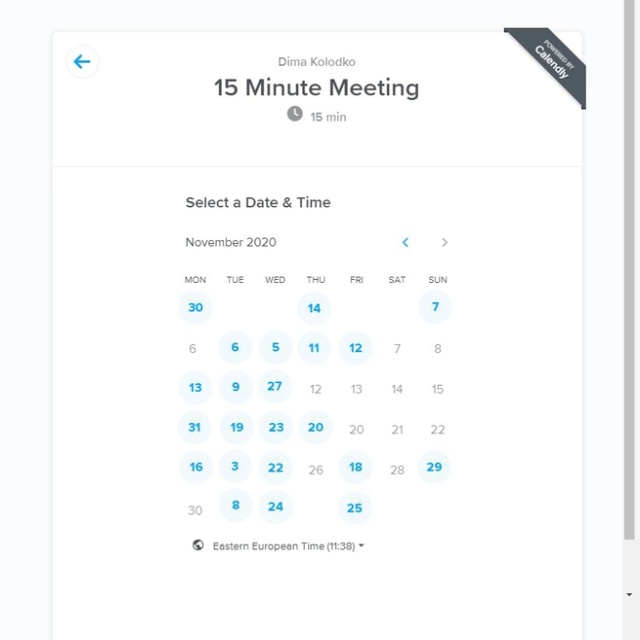 POWERED BY
Calendly
Dima Kolodko
15 Minute Meeting
15 min
Select a Date & Time
November 2020
MON TUE WED THU FRI SAT SUN
30 14 7
6 6 5 11 12 7 8
13 9 27 12 13 14 15
31 19 23 20 20 21 22
16 3 22 26 18 28 29
30 8 24 25
Eastern European Time (11:38)